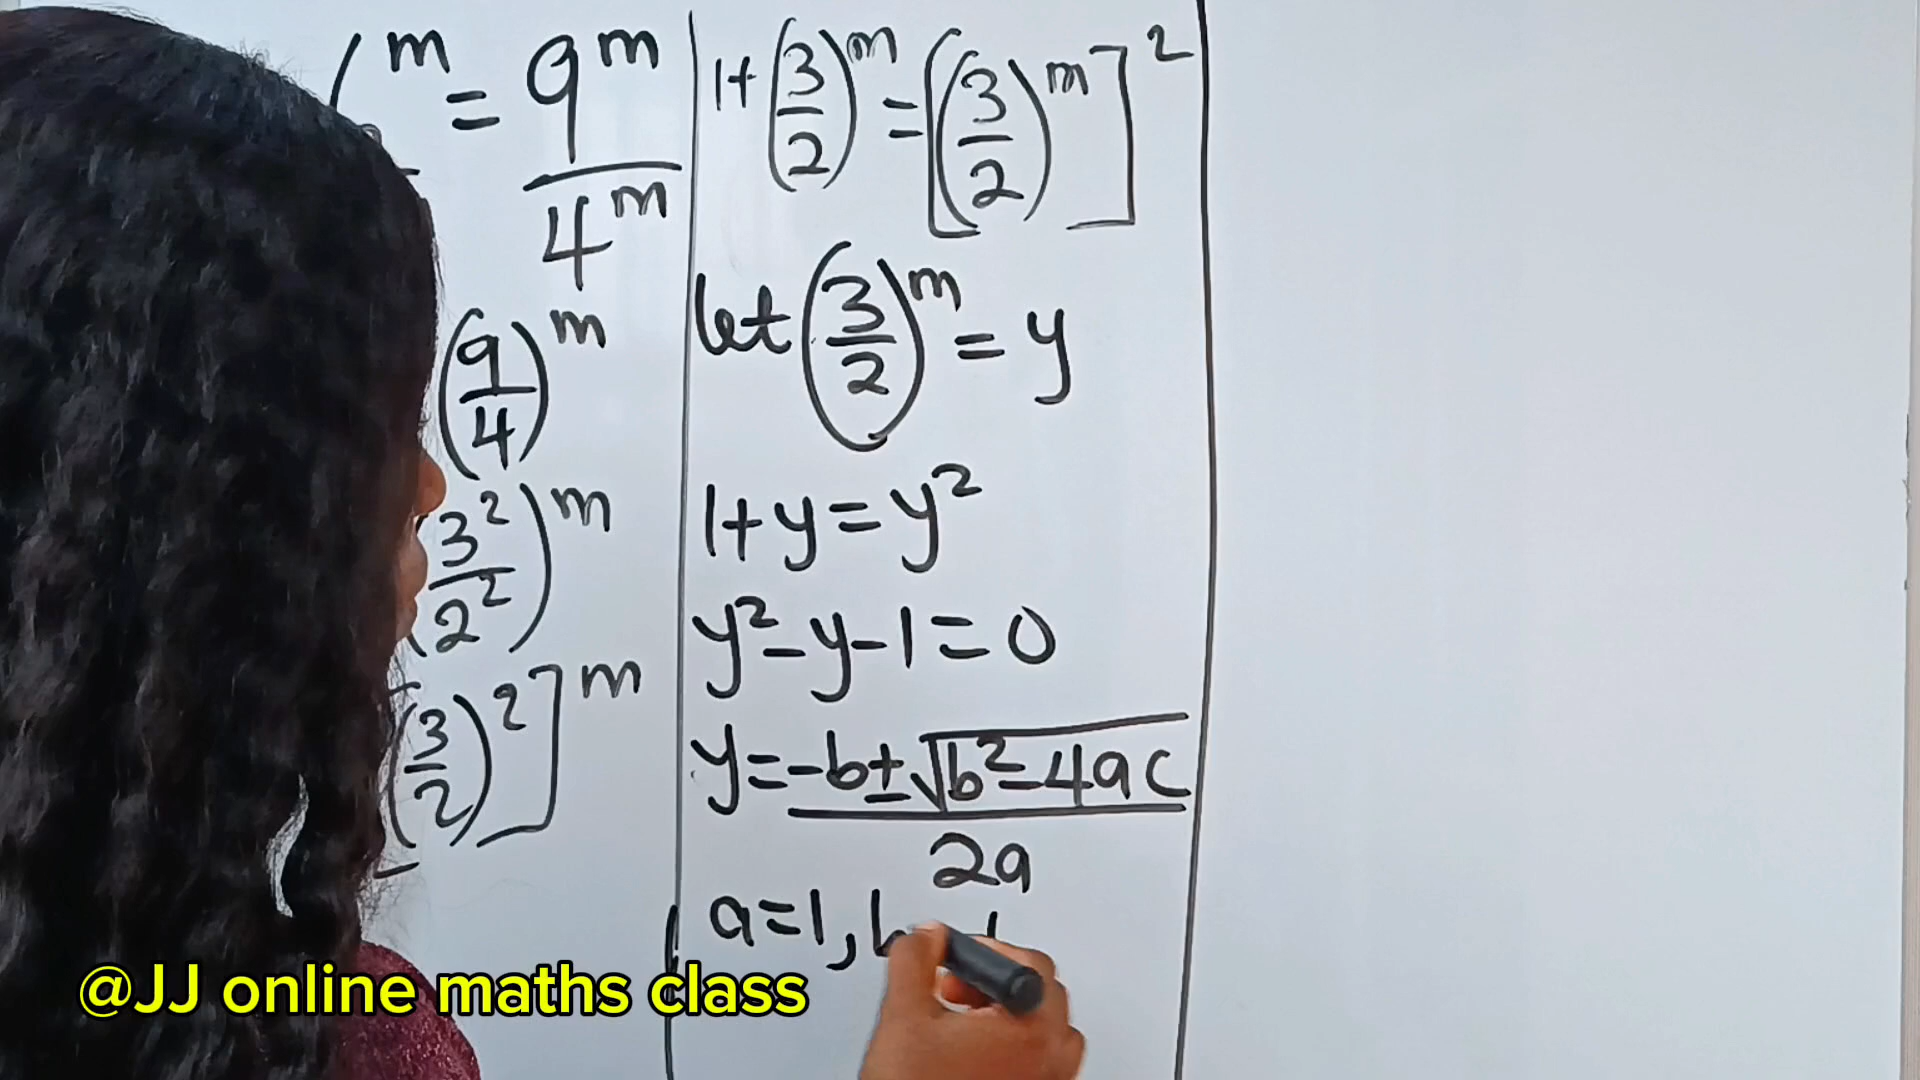 ( ^m = 9^m / 4^m
(9/4)^m
(3^2/2^2)^m
(3/2)^2]^m
1+(3/2)^m = [(3/2)^m]^2
let (3/2)^m = y
1+y=y^2
y^2-y-1=0
y=-b±√b^2-4ac / 2a
a=1, b
@JJ online maths class